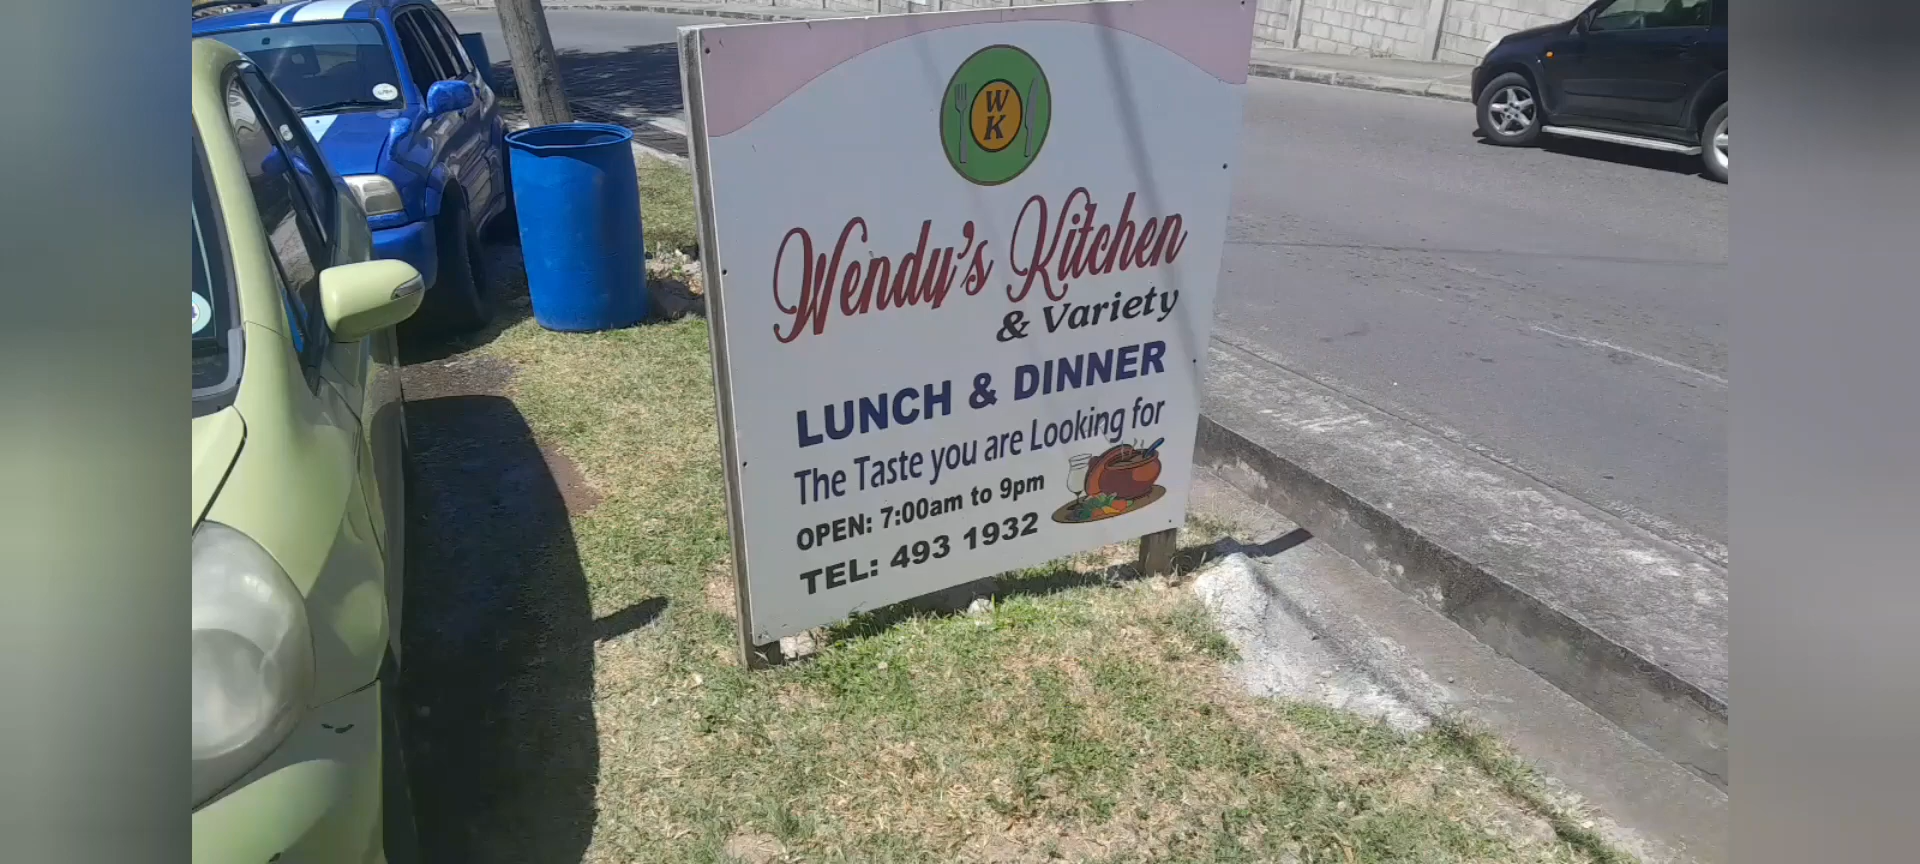 W
K
Wendy's Kitchen
& Variety
LUNCH & DINNER
The Taste you are Looking for
OPEN: 7:00am to 9pm
TEL: 493 1932